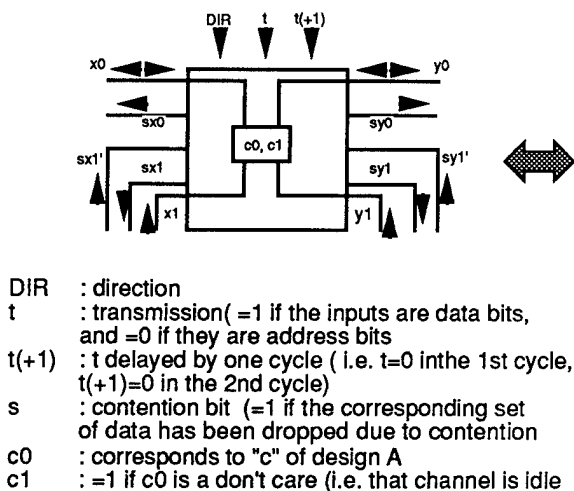 DIR t t(+1)
x0 y0
sx0 sy0
c0, c1
sx1' sx1 sy1 sy1'
x1 y1
DIR : direction
t : transmission( =1 if the inputs are data bits,
and =0 if they are address bits
t(+1) : t delayed by one cycle ( i.e. t=0 inthe 1st cycle,
t(+1)=0 in the 2nd cycle)
s : contention bit (=1 if the corresponding set
of data has been dropped due to contention
c0 : corresponds to "c" of design A
c1 : =1 if c0 is a don't care (i.e. that channel is idle